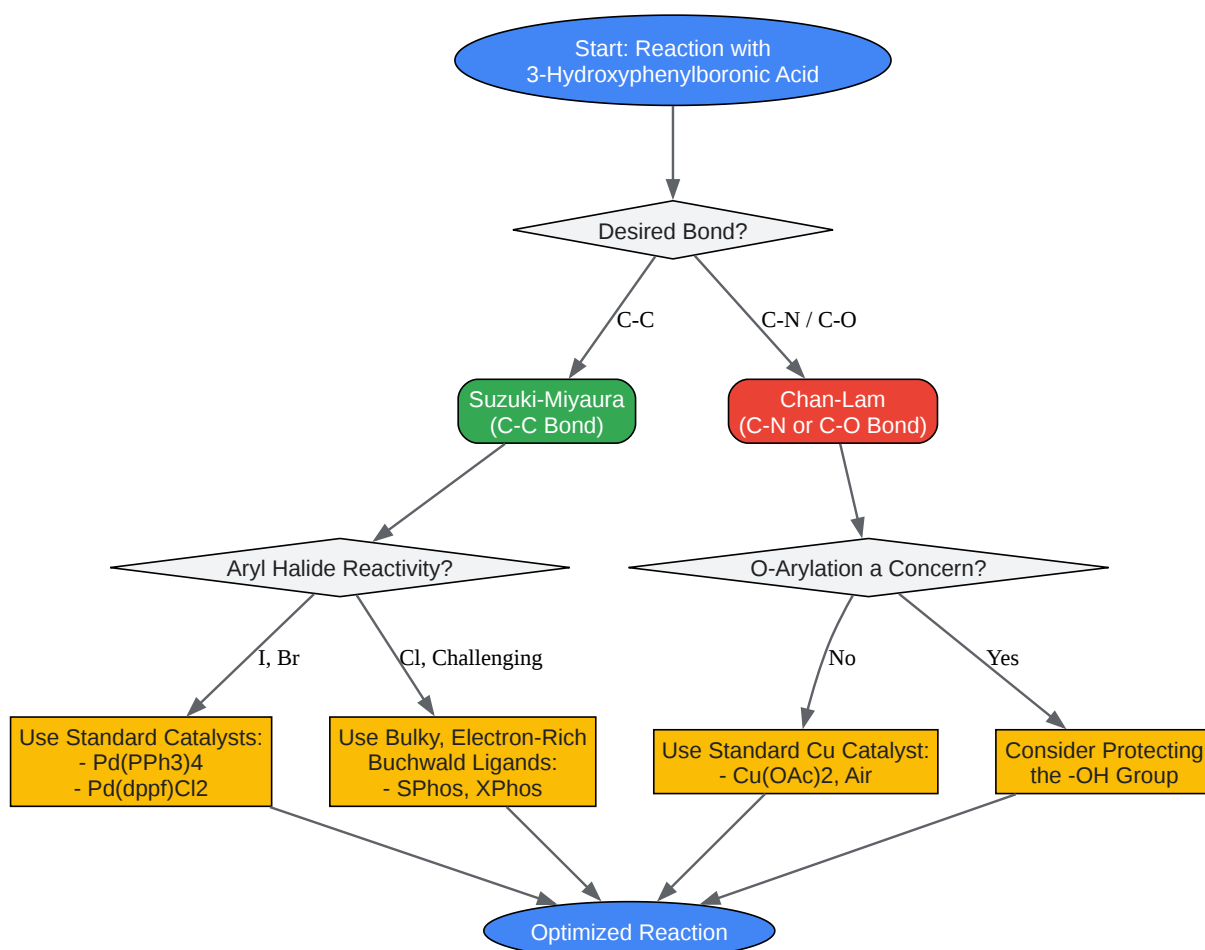 Start: Reaction with
3-Hydroxyphenylboronic Acid
Desired Bond?
C-C
C-N / C-O
Suzuki-Miyaura
(C-C Bond)
Chan-Lam
(C-N or C-O Bond)
Aryl Halide Reactivity?
O-Arylation a Concern?
I, Br
Cl, Challenging
No
Yes
Use Standard Catalysts:
- Pd(PPh3)4
- Pd(dppf)Cl2
Use Bulky, Electron-Rich
Buchwald Ligands:
- SPhos, XPhos
Use Standard Cu Catalyst:
- Cu(OAc)2, Air
Consider Protecting
the -OH Group
Optimized Reaction